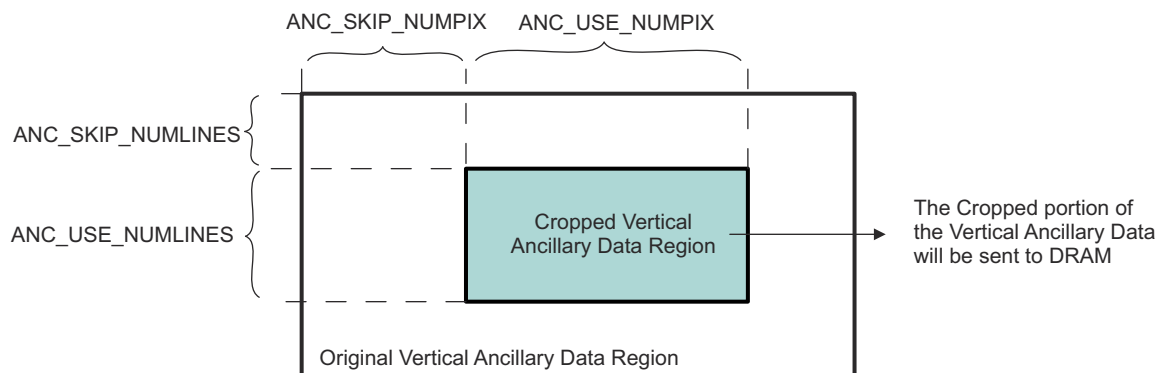 ANC_SKIP_NUMPIX
ANC_USE_NUMPIX
ANC_SKIP_NUMLINES
ANC_USE_NUMLINES
Cropped Vertical
Ancillary Data Region
The Cropped portion of
the Vertical Ancillary Data
will be sent to DRAM
Original Vertical Ancillary Data Region